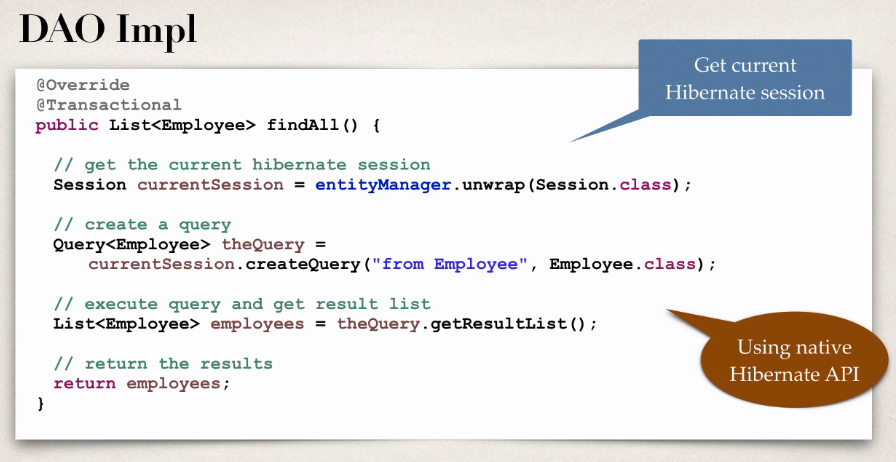 DAO Impl
Get current
Hibernate session
@Override
@Transactional
public List<Employee> findAll() {
// get the current hibernate session
Session currentSession = entityManager.unwrap(Session.class);
// create a query
Query<Employee> theQuery =
currentSession.createQuery("from Employee", Employee.class);
// execute query and get result list
List<Employee> employees = theQuery.getResultList();
// return the results
return employees;
}
Using native
Hibernate API